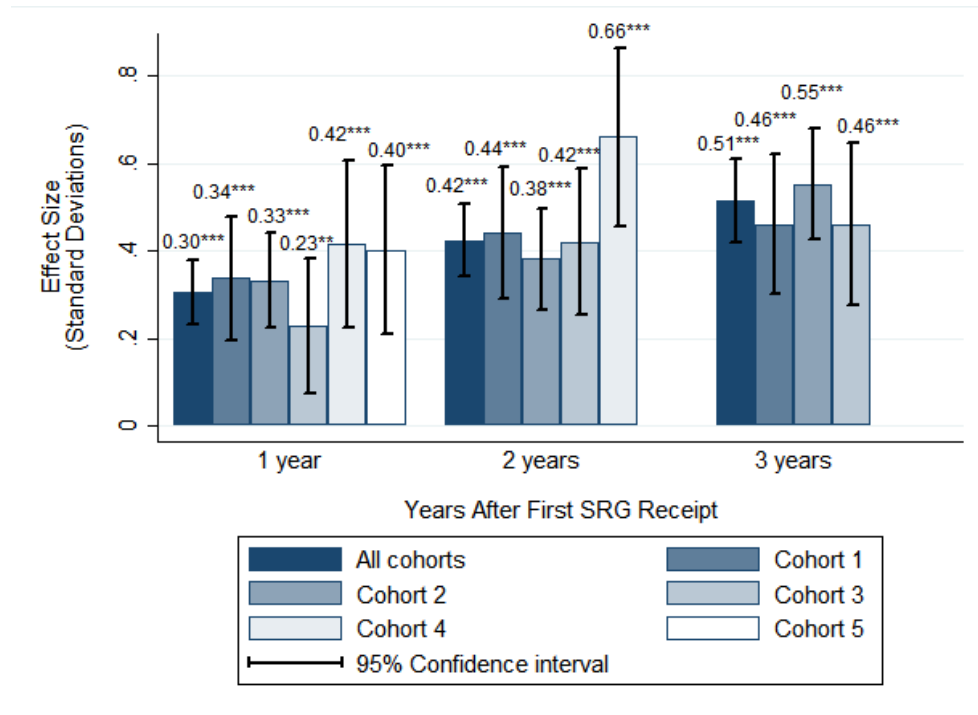 Effect Size
(Standard Deviations)
.8
.6
.4
.2
0
0.30***
0.34***
0.33***
0.23**
0.42***
0.40***
0.42***
0.44***
0.38***
0.42***
0.66***
0.51***
0.46***
0.55***
0.46***
1 year
2 years
3 years
Years After First SRG Receipt
All cohorts
Cohort 1
Cohort 2
Cohort 3
Cohort 4
Cohort 5
95% Confidence interval